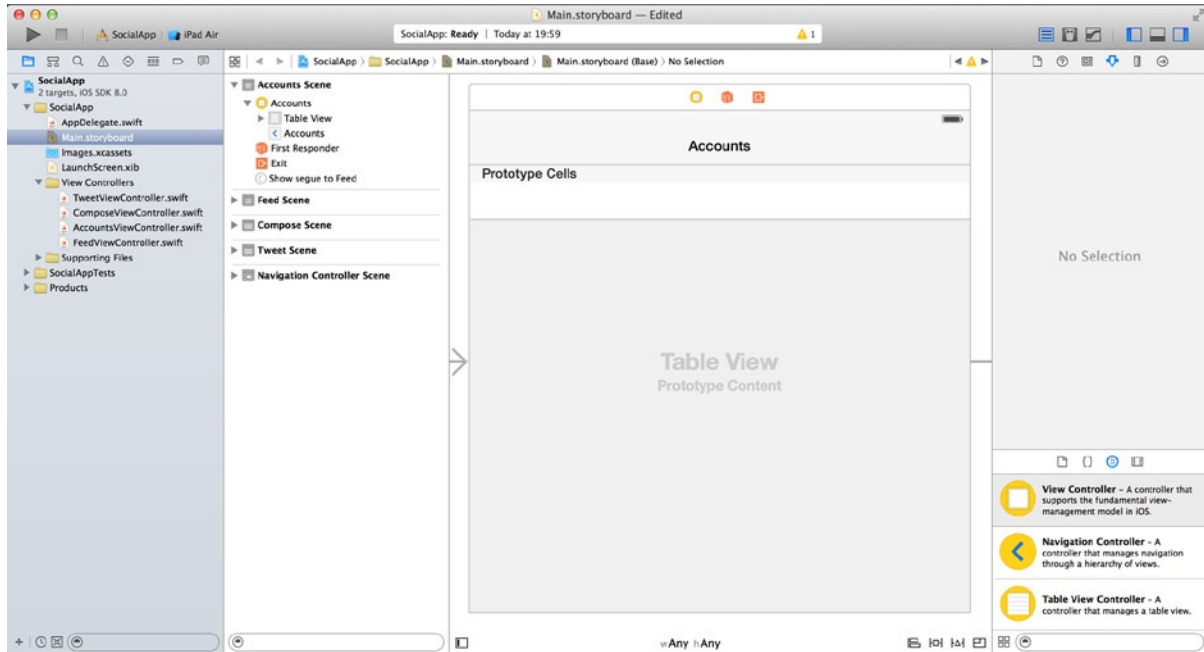 Main.storyboard — Edited
SocialApp
iPad Air
SocialApp: Ready | Today at 19:59
1
SocialApp
2 targets, iOS SDK 8.0
SocialApp
AppDelegate.swift
Main.storyboard
Images.xcassets
LaunchScreen.xib
View Controllers
TweetViewController.swift
ComposeViewController.swift
AccountsViewController.swift
FeedViewController.swift
Supporting Files
SocialAppTests
Products
SocialApp
SocialApp
Main.storyboard
Main.storyboard (Base)
No Selection
Accounts Scene
Accounts
Table View
Accounts
First Responder
Exit
Show segue to Feed
Feed Scene
Compose Scene
Tweet Scene
Navigation Controller Scene
Accounts
Prototype Cells
Table View
Prototype Content
wAny hAny
No Selection
View Controller – A controller that
supports the fundamental view-
management model in iOS.
Navigation Controller – A
controller that manages navigation
through a hierarchy of views.
Table View Controller – A
controller that manages a table view.